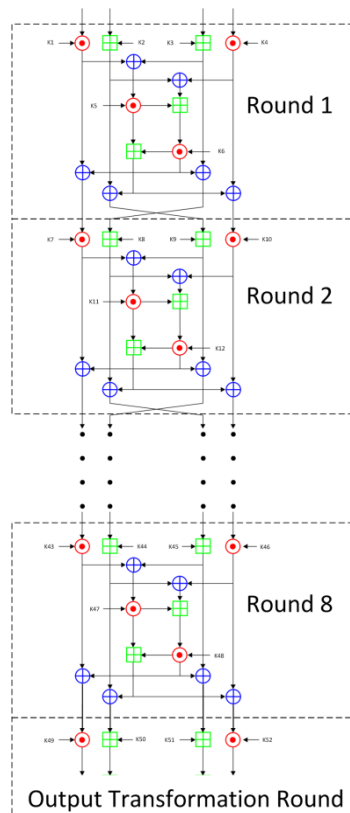 K1 K2 K3 K4
K5 Round 1
K6
K7 K8 K9 K10
Round 2
K11
K12
K43 K44 K45 K46
Round 8
K47
K48
K49 K50 K51 K52
Output Transformation Round